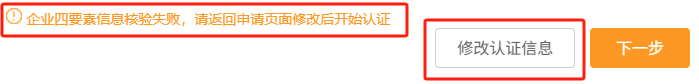 企业四要素信息核验失败，请返回申请页面修改后开始认证
修改认证信息
下一步